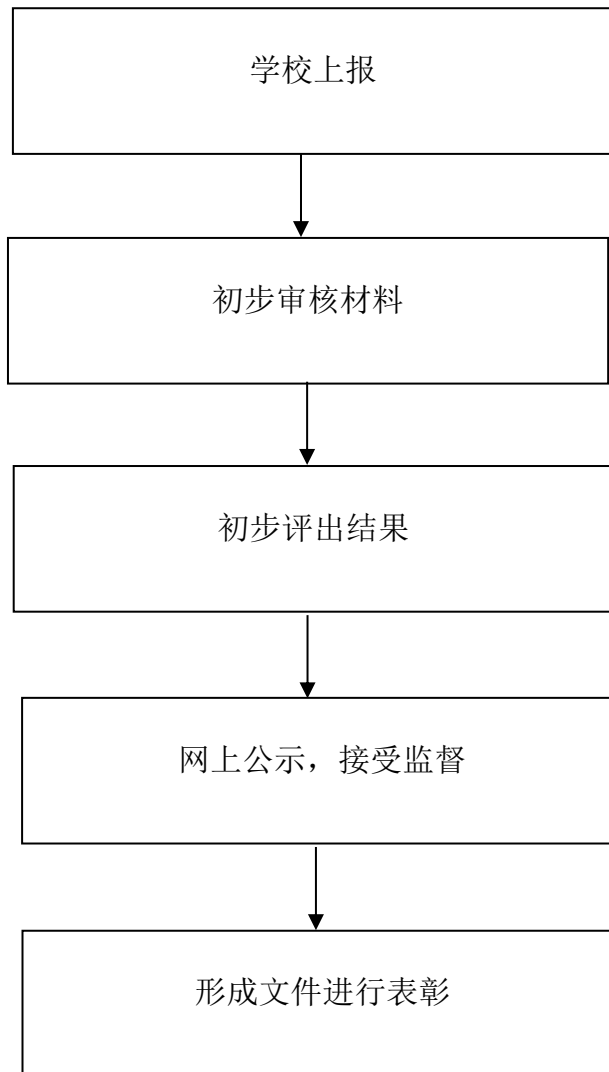 学校上报
初步审核材料
初步评出结果
网上公示，接受监督
形成文件进行表彰